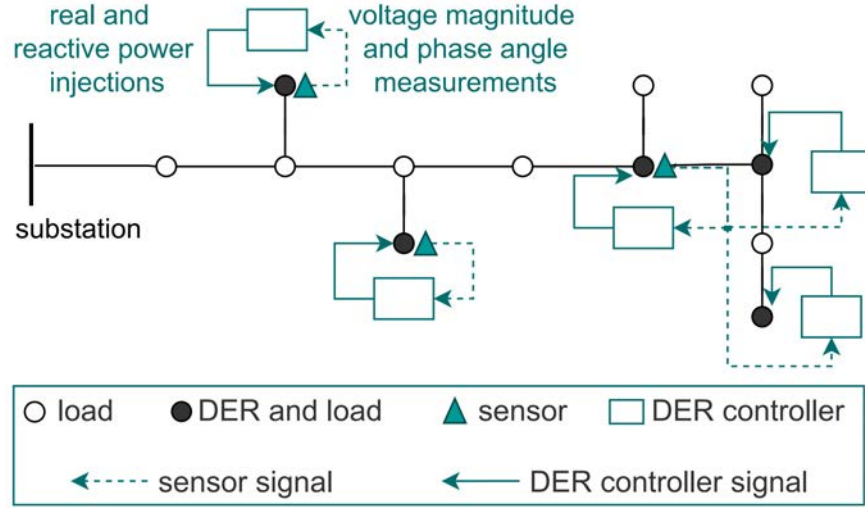 real and
reactive power
injections
voltage magnitude
and phase angle
measurements
substation
load
DER and load
sensor
DER controller
sensor signal
DER controller signal